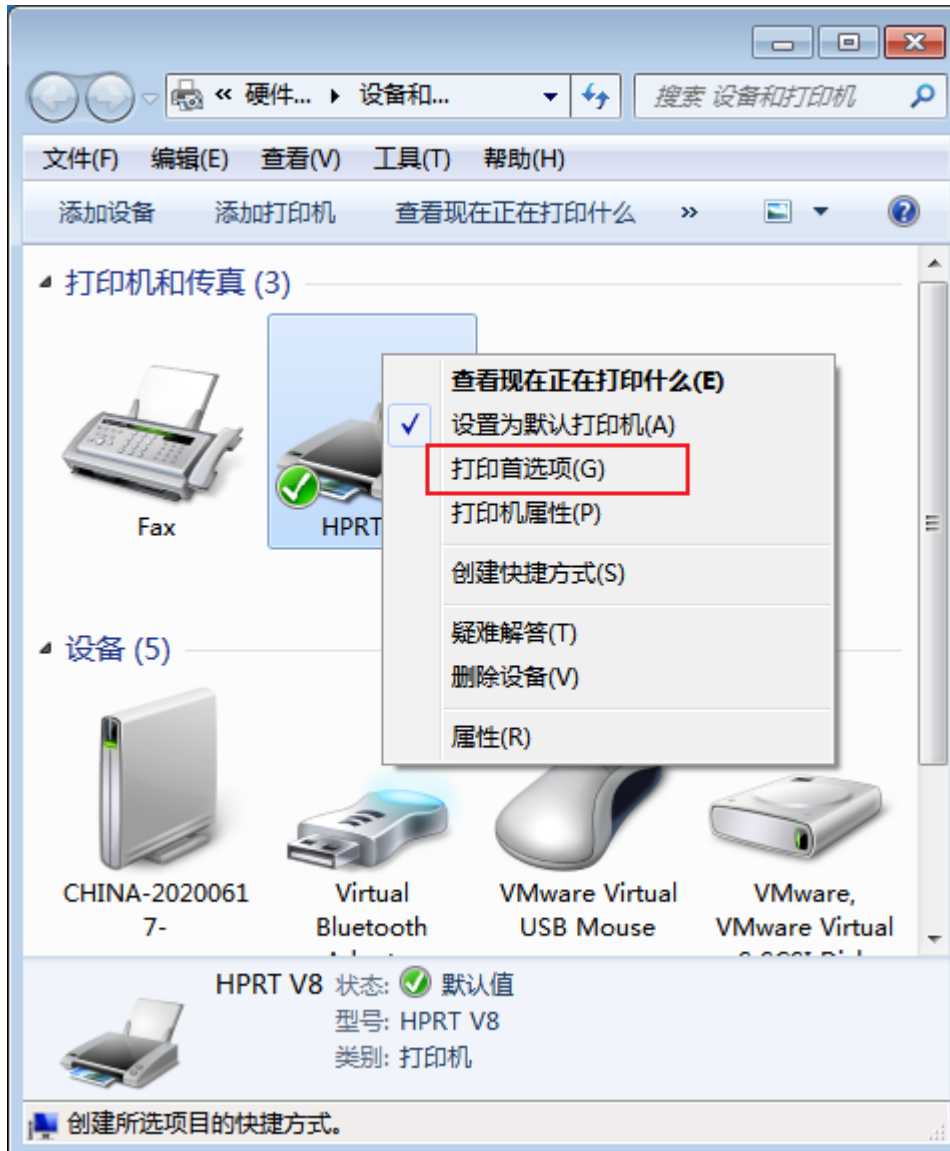 « 硬件... 设备和...
搜索 设备和打印机
文件(F) 编辑(E) 查看(V) 工具(T) 帮助(H)
添加设备 添加打印机 查看现在正在打印什么 »
打印机和传真 (3)
Fax
HPRT
查看现在正在打印什么(E)
设置为默认打印机(A)
打印首选项(G)
打印机属性(P)
创建快捷方式(S)
疑难解答(T)
删除设备(V)
属性(R)
设备 (5)
CHINA-2020061
7-
Virtual
Bluetooth
VMware Virtual
USB Mouse
VMware,
VMware Virtual
HPRT V8 状态: 默认值
型号: HPRT V8
类别: 打印机
创建所选项目的快捷方式。